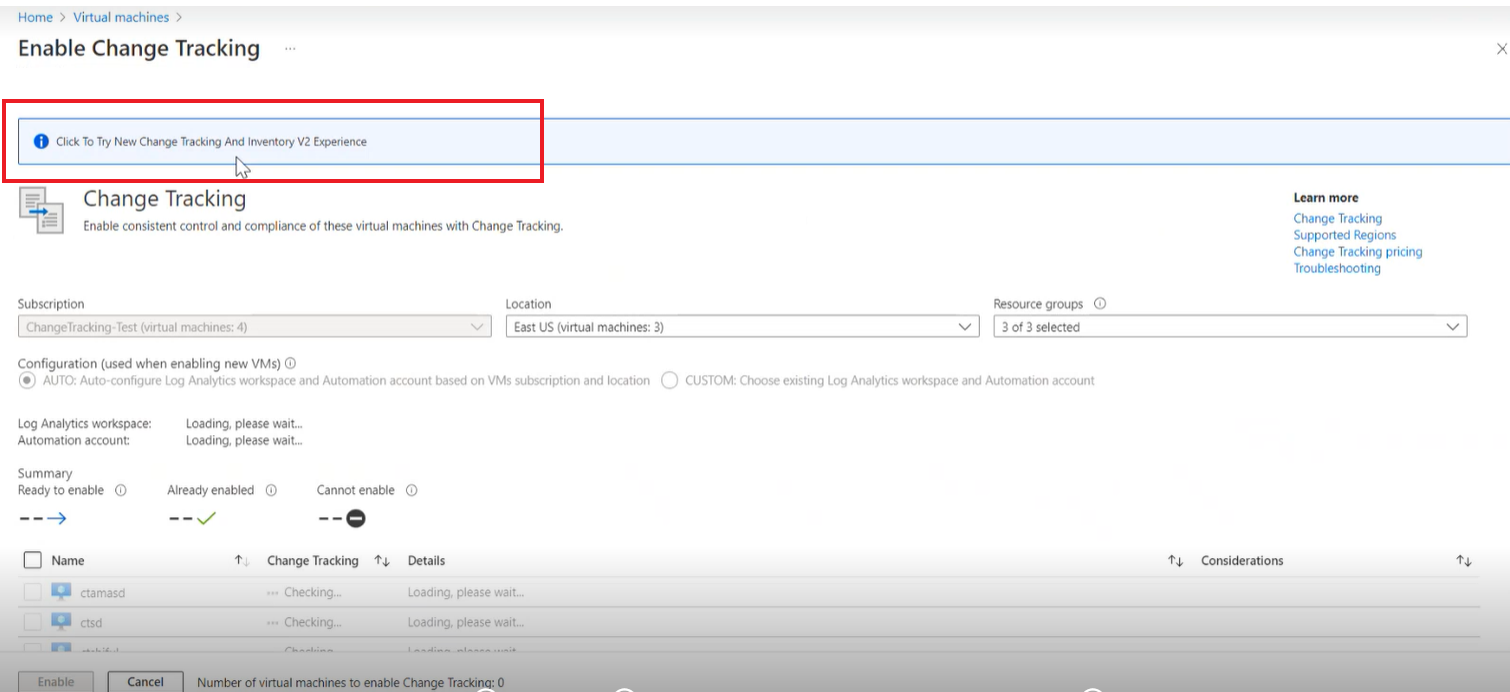 Home > Virtual machines >
Enable Change Tracking ...
Click To Try New Change Tracking And Inventory V2 Experience
Change Tracking
Enable consistent control and compliance of these virtual machines with Change Tracking.
Learn more
Change Tracking
Supported Regions
Change Tracking pricing
Troubleshooting
Subscription
ChangeTracking-Test (virtual machines: 4)
Location
East US (virtual machines: 3)
Resource groups
3 of 3 selected
Configuration (used when enabling new VMs)
AUTO: Auto-configure Log Analytics workspace and Automation account based on VMs subscription and location
CUSTOM: Choose existing Log Analytics workspace and Automation account
Log Analytics workspace: Loading, please wait...
Automation account: Loading, please wait...
Summary
Ready to enable Already enabled Cannot enable
-- -- --
Name Change Tracking Details Considerations
ctamasd ··· Checking... Loading, please wait...
ctsd ··· Checking... Loading, please wait...
Checking Loading, please wait
Enable Cancel Number of virtual machines to enable Change Tracking: 0